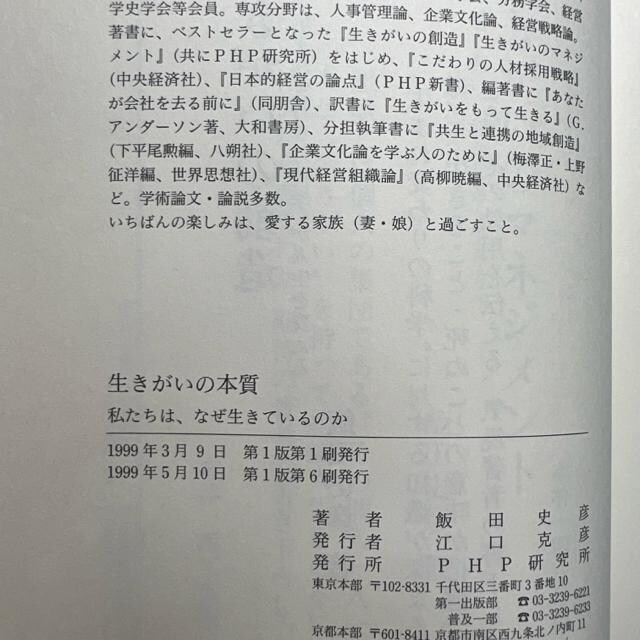 学史学会等会員。専攻分野は、人事管理論、企業文化論、経営戦略論。
著書に、ベストセラーとなった『生きがいの創造』『生きがいのマネジ
メント』(共にPHP研究所)をはじめ、『こだわりの人材採用戦略』
(中央経済社)、『日本的経営の論点』(PHP新書)、編著書に『あなた
が会社を去る前に』(同朋舎)、訳書に『生きがいをもって生きる』(G.
アンダーソン著、大和書房)、分担執筆書に『共生と連携の地域創造』
(下平尾勲編、八朔社)、『企業文化論を学ぶ人のために』(梅澤正・上野
征洋編、世界思想社)、『現代経営組織論』(高柳暁編、中央経済社)な
ど。学術論文・論説多数。
いちばんの楽しみは、愛する家族(妻・娘)と過ごすこと。
生きがいの本質
私たちは、なぜ生きているのか
1999年3月9日 第1版第1刷発行
1999年5月10日 第1版第6刷発行
著者 飯田史彦
発行者 江口克彦
発行所 PHP研究所
東京本部 〒102-8331 千代田区三番町3番地10
第一出版部 ☎03-3239-6221
普及一部 ☎03-3239-6233
京都本部 〒601-8411 京都市南区西九条北ノ内町11